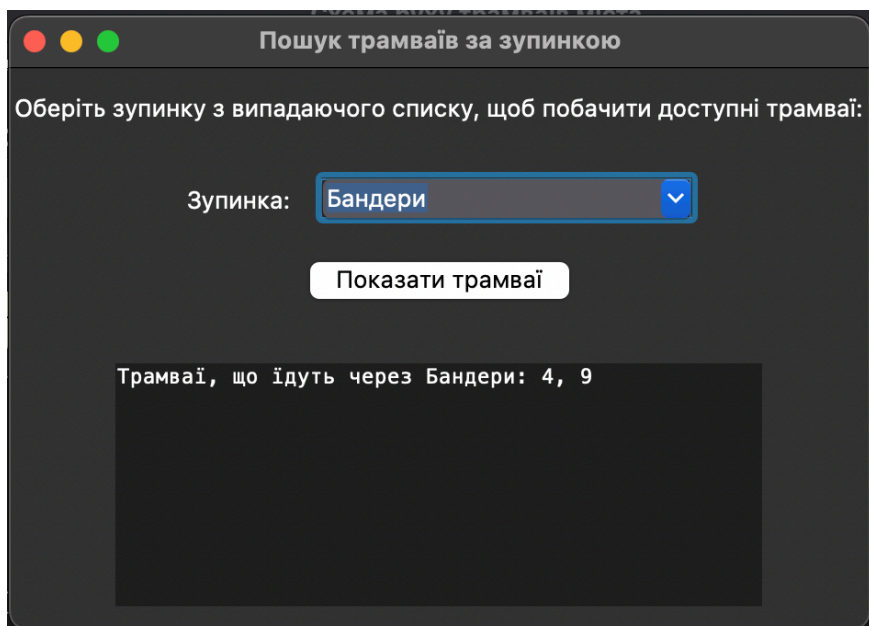 Пошук трамваїв за зупинкою
Оберіть зупинку з випадаючого списку, щоб побачити доступні трамваї:
Зупинка: Бандери
Показати трамваї
Трамваї, що їдуть через Бандери: 4, 9